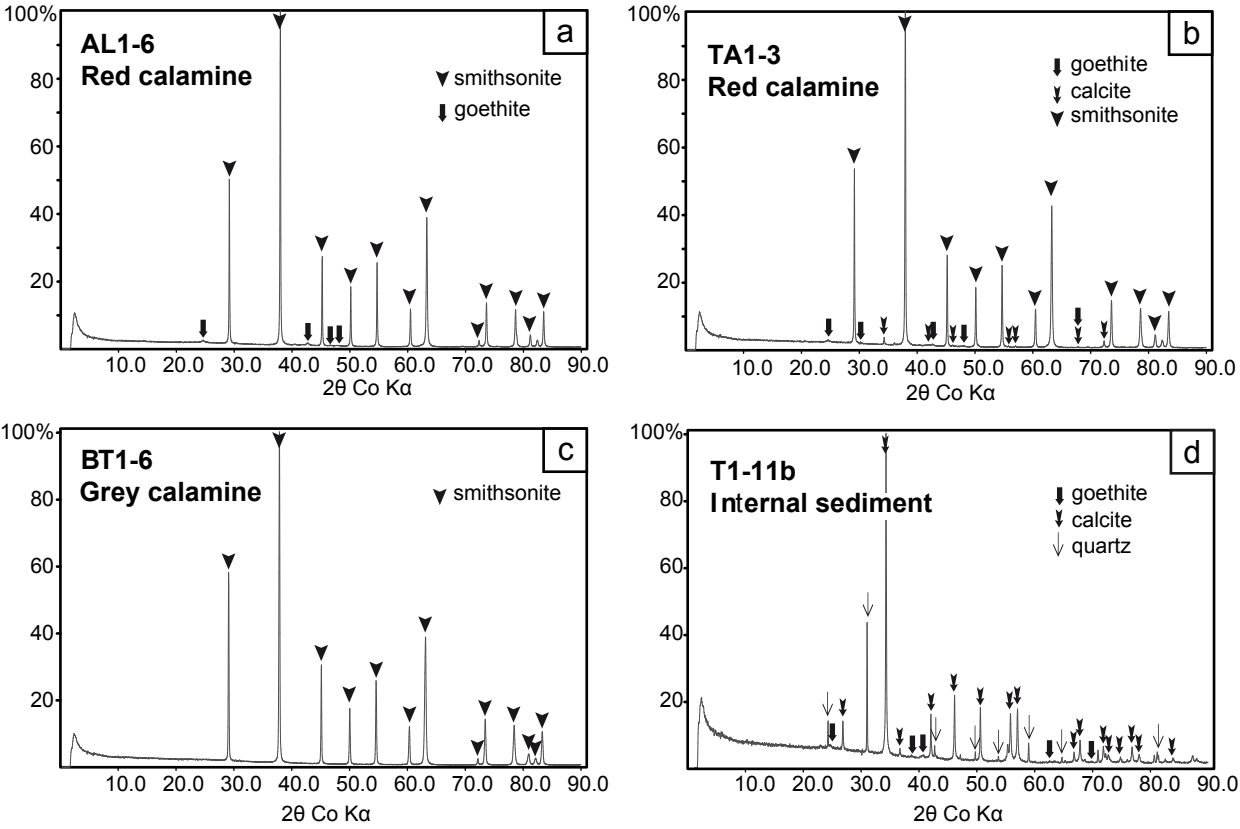 100%
80
60
40
20
AL1-6
Red calamine
a
smithsonite
goethite
10.0 20.0 30.0 40.0 50.0 60.0 70.0 80.0 90.0
2θ Co Kα
100%
80
60
40
20
TA1-3
Red calamine
b
goethite
calcite
smithsonite
10.0 20.0 30.0 40.0 50.0 60.0 70.0 80.0 90.0
2θ Co Kα
100%
80
60
40
20
BT1-6
Grey calamine
c
smithsonite
10.0 20.0 30.0 40.0 50.0 60.0 70.0 80.0 90.0
2θ Co Kα
100%
80
60
40
20
T1-11b
Internal sediment
d
goethite
calcite
quartz
10.0 20.0 30.0 40.0 50.0 60.0 70.0 80.0 90.0
2θ Co Kα